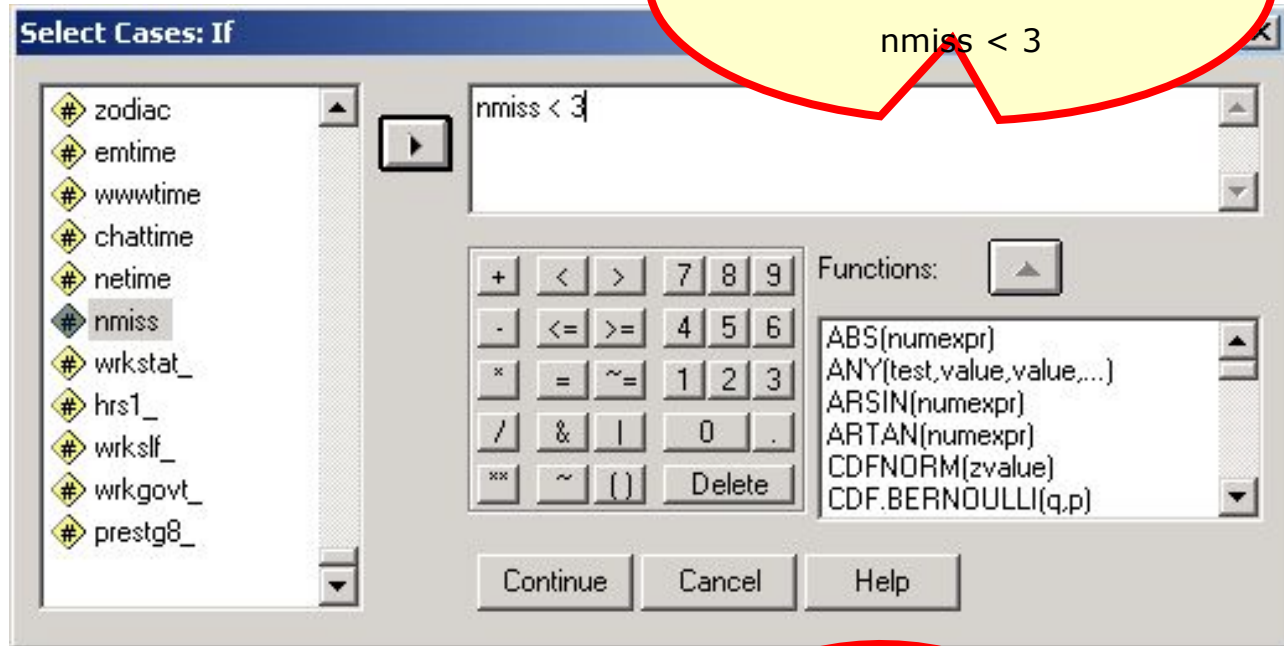 Select Cases: If
nmiss < 3
zodiac
emtime
wwwtime
chattime
netime
nmiss
wrkstat_
hrs1_
wrkslf_
wrkgovt_
prestg8_
nmiss < 3
+ < > 7 8 9
- <= >= 4 5 6
* = ~= 1 2 3
/ & | 0 .
** ~ () Delete
Functions:
ABS(numexpr)
ANY(test,value,value,...)
ARSIN(numexpr)
ARTAN(numexpr)
CDFNORM(zvalue)
CDF.BERNOULLI(q,p)
Continue Cancel Help